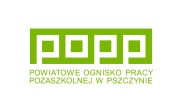 popp
POWIATOWE OGNISKO PRACY
POZASZKOLNEJ W PSZCZYNIE